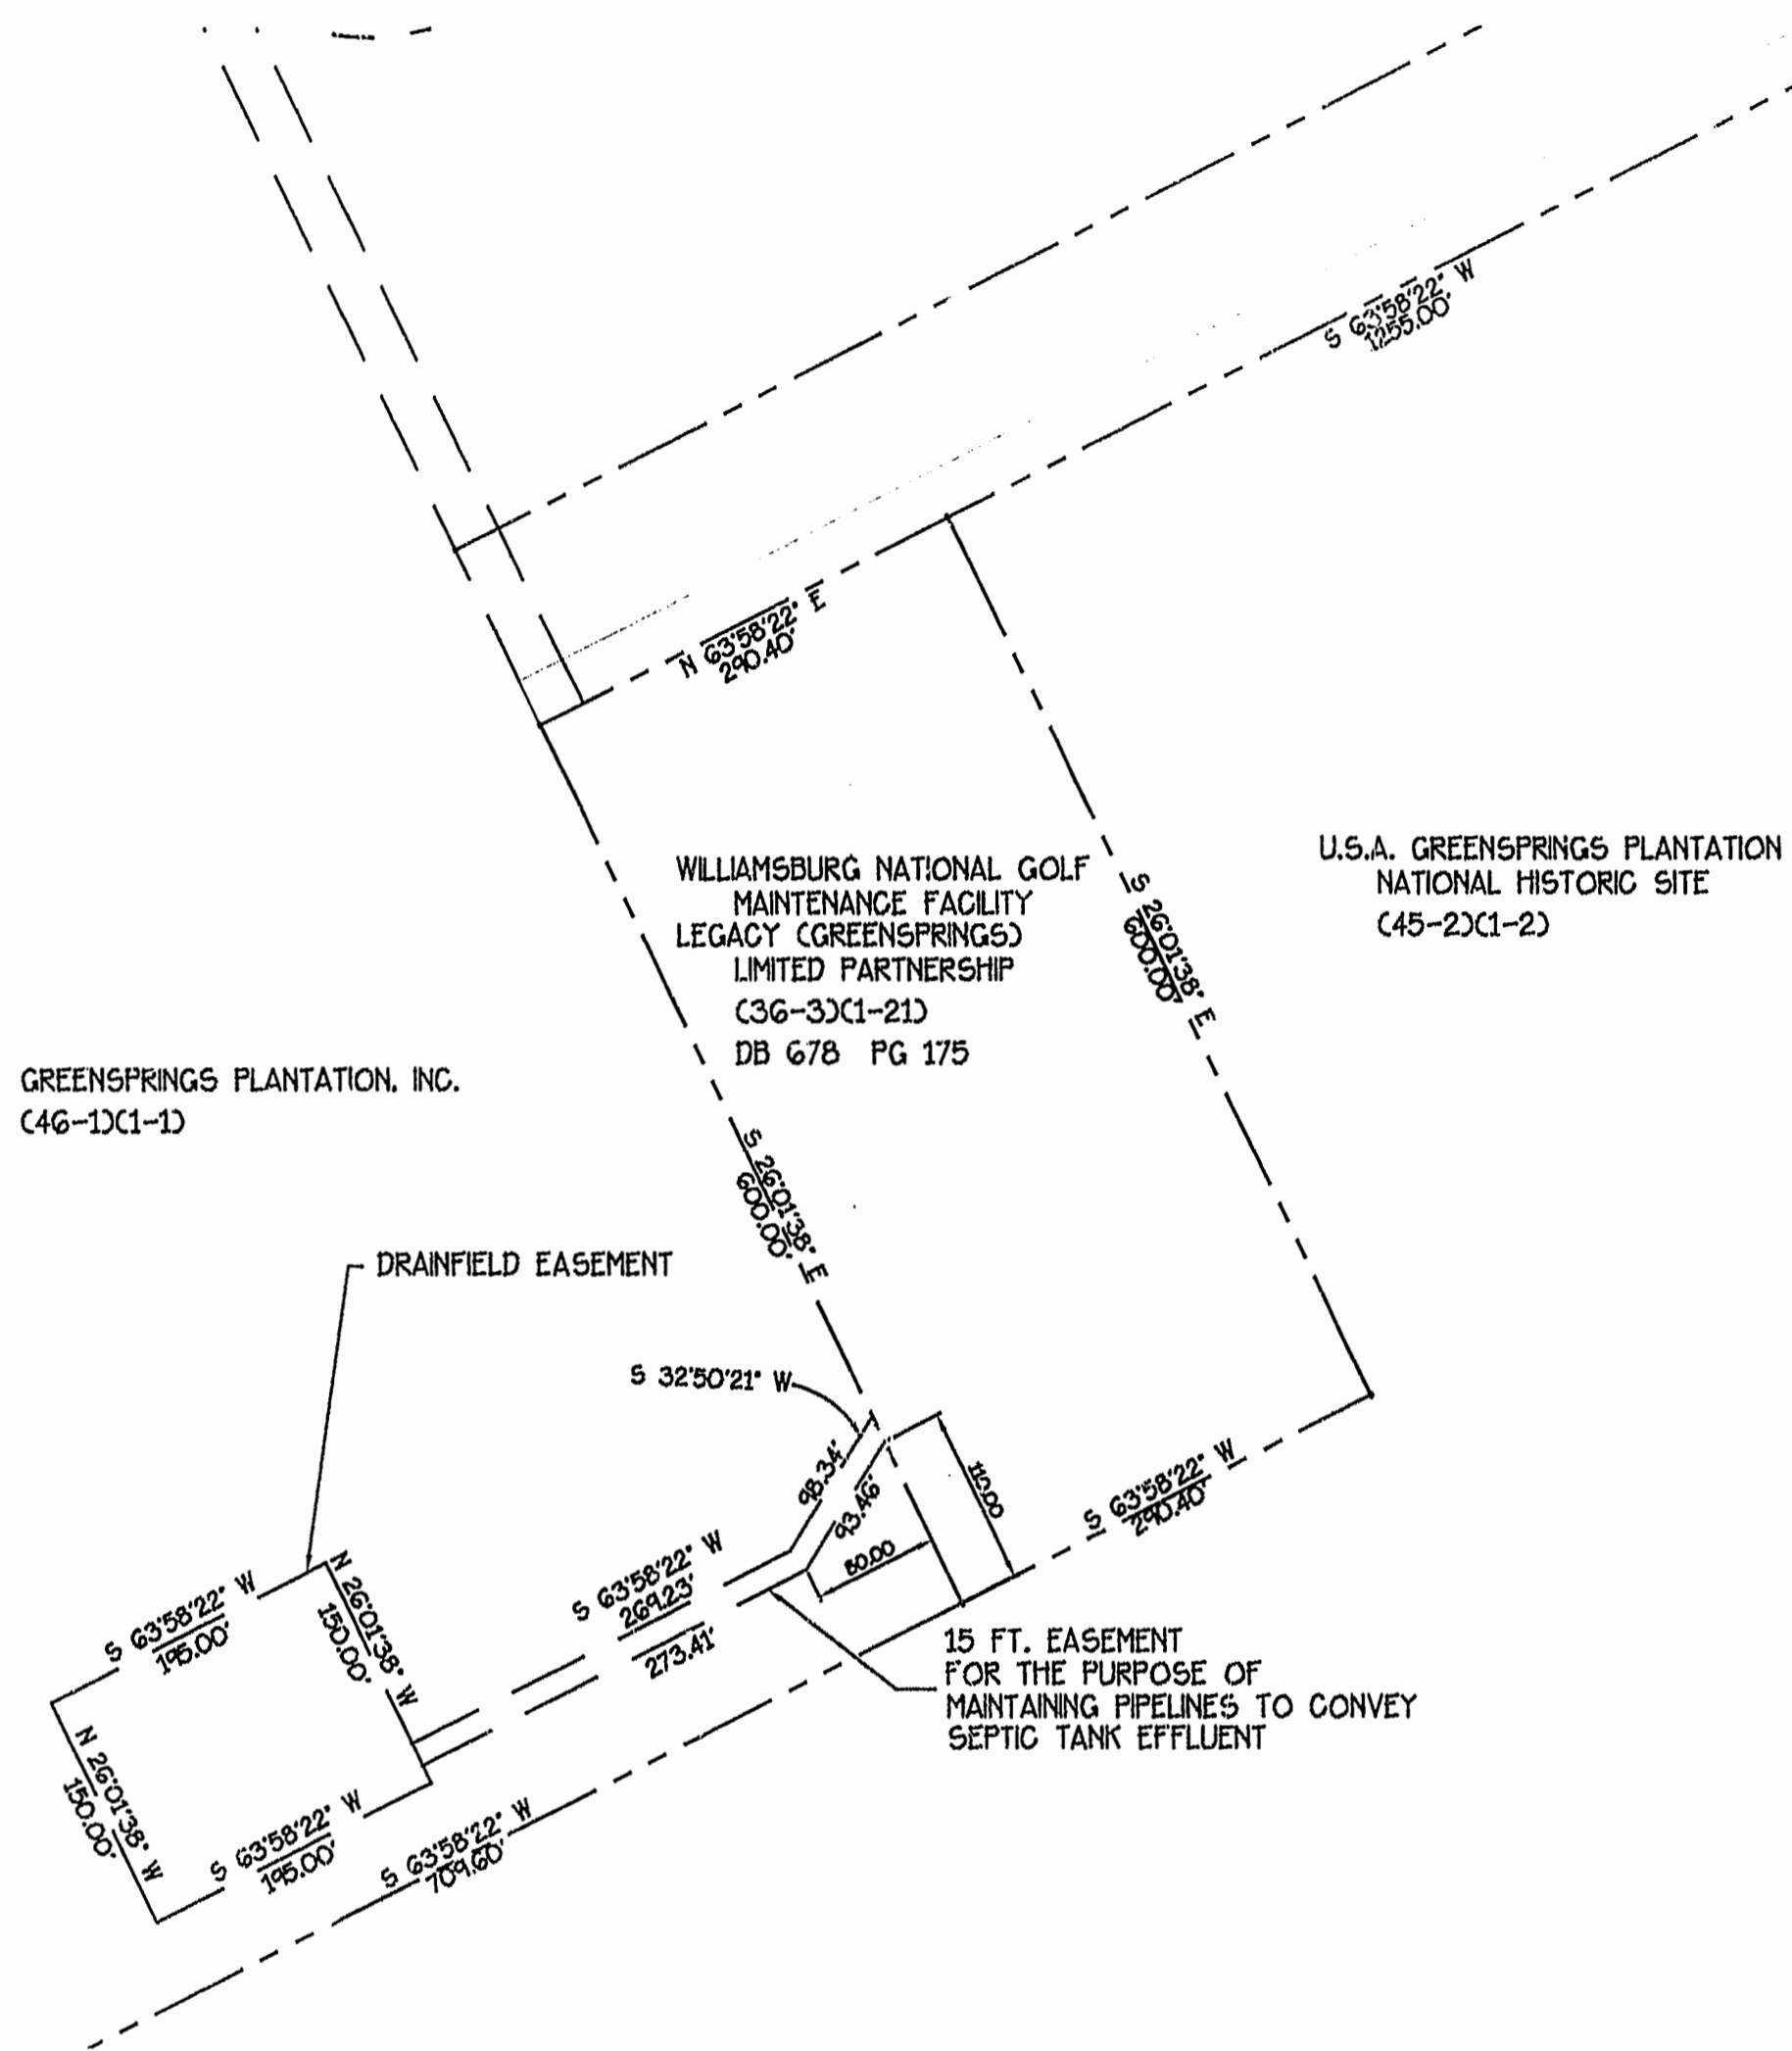 S 63°58'22" W
1255.00'
N 63°58'22" E
290.40'
WILLIAMSBURG NATIONAL GOLF
MAINTENANCE FACILITY
LEGACY (GREENSPRINGS)
LIMITED PARTNERSHIP
(36-3)(1-21)
DB 678 PG 175
U.S.A. GREENSPRINGS PLANTATION
NATIONAL HISTORIC SITE
(45-2)(1-2)
S 26°01'38" E
600.00'
GREENSPRINGS PLANTATION, INC.
(46-1)(1-1)
S 26°01'38" E
600.00'
DRAINFIELD EASEMENT
S 32°50'21" W
98.34'
93.46'
110.00
80.00
S 63°58'22" W
290.40'
S 63°58'22" W
269.23'
273.41'
S 63°58'22" W
195.00'
N 26°01'38" W
150.00'
15 FT. EASEMENT
FOR THE PURPOSE OF
MAINTAINING PIPELINES TO CONVEY
SEPTIC TANK EFFLUENT
N 26°01'38" W
150.00'
S 63°58'22" W
195.00'
S 63°58'22" W
709.60'